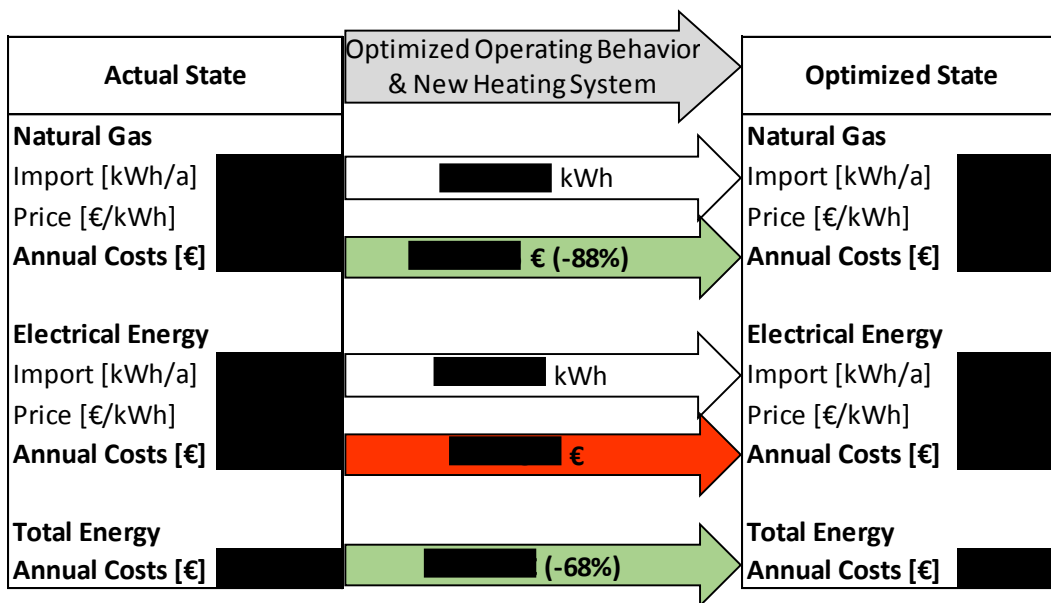 Optimized Operating Behavior
& New Heating System
Actual State
Optimized State
Natural Gas
Import [kWh/a]
Price [€/kWh]
Annual Costs [€]
kWh
€ (-88%)
Natural Gas
Import [kWh/a]
Price [€/kWh]
Annual Costs [€]
Electrical Energy
Import [kWh/a]
Price [€/kWh]
Annual Costs [€]
kWh
€
Electrical Energy
Import [kWh/a]
Price [€/kWh]
Annual Costs [€]
Total Energy
Annual Costs [€]
(-68%)
Total Energy
Annual Costs [€]